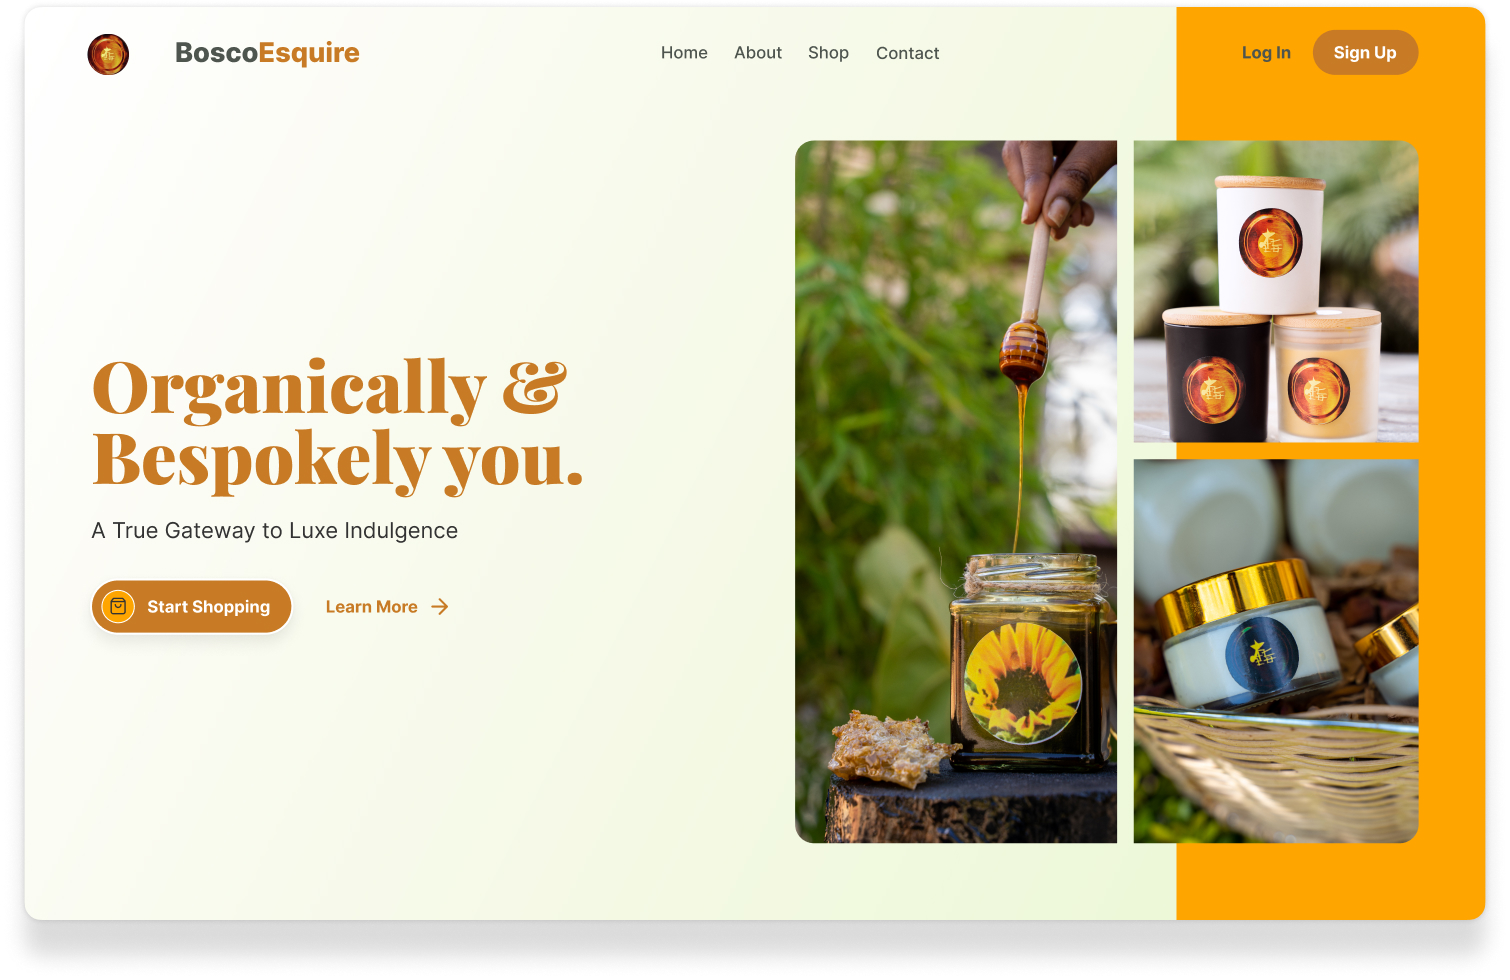 BoscoEsquire
Home About Shop Contact
Log In Sign Up
Organically &
Bespokely you.
A True Gateway to Luxe Indulgence
Start Shopping Learn More